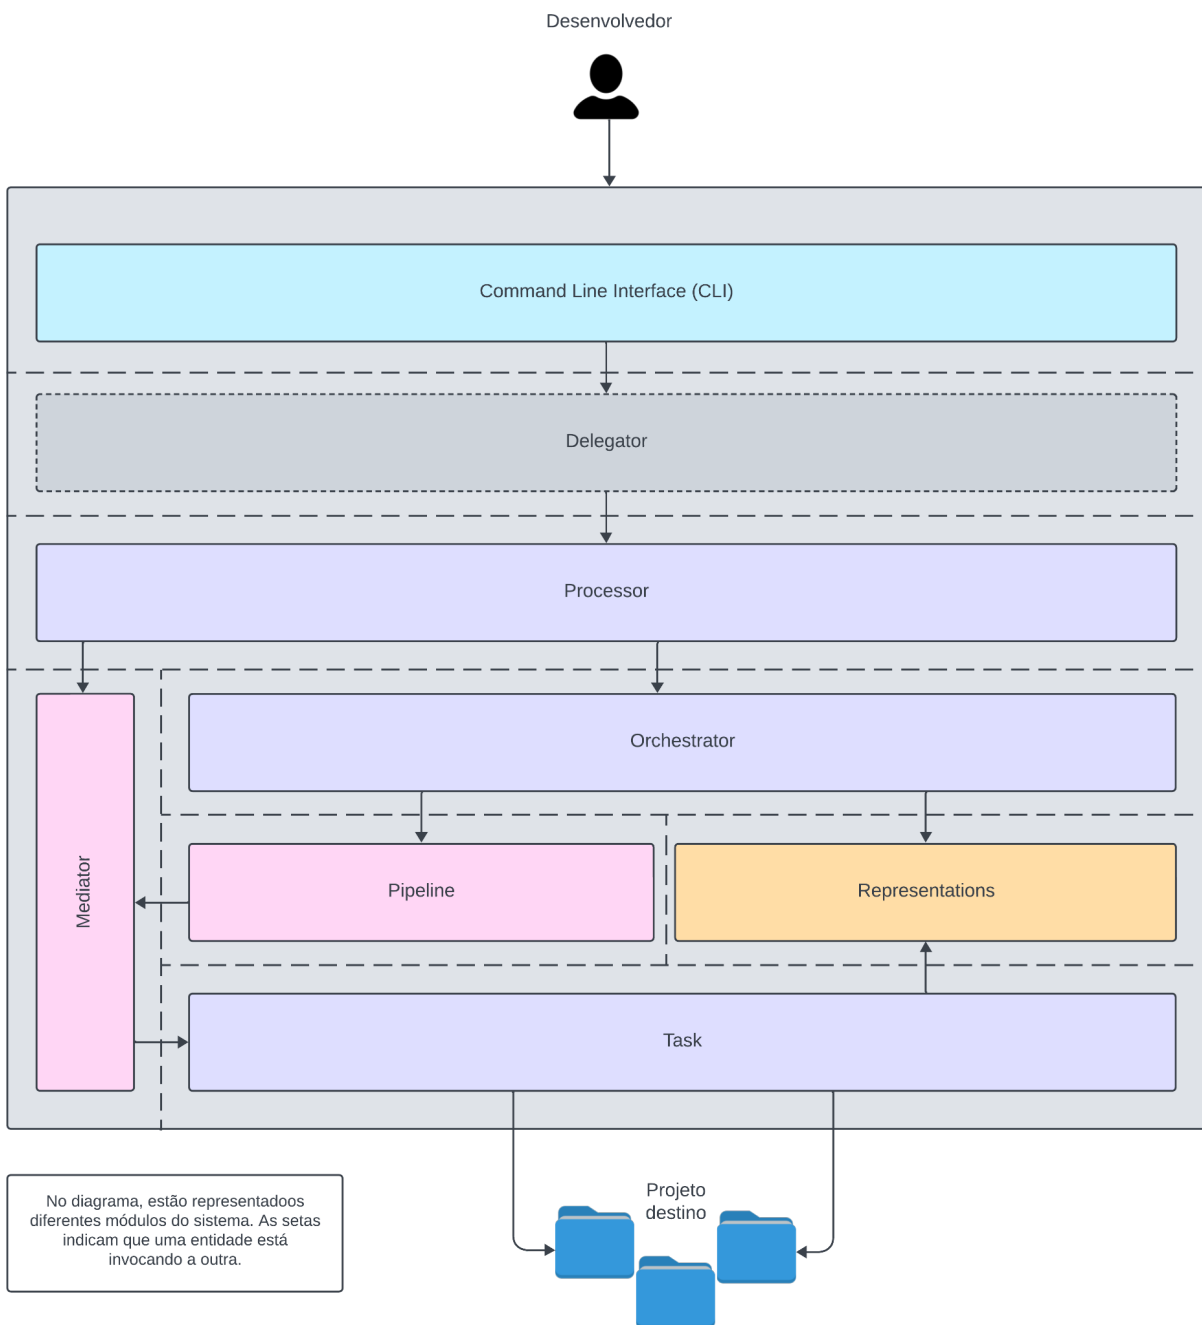 Desenvolvedor
Command Line Interface (CLI)
Delegator
Processor
Orchestrator
Mediator
Pipeline
Representations
Task
Projeto
destino
No diagrama, estão representadoos
diferentes módulos do sistema. As setas
indicam que uma entidade está
invocando a outra.